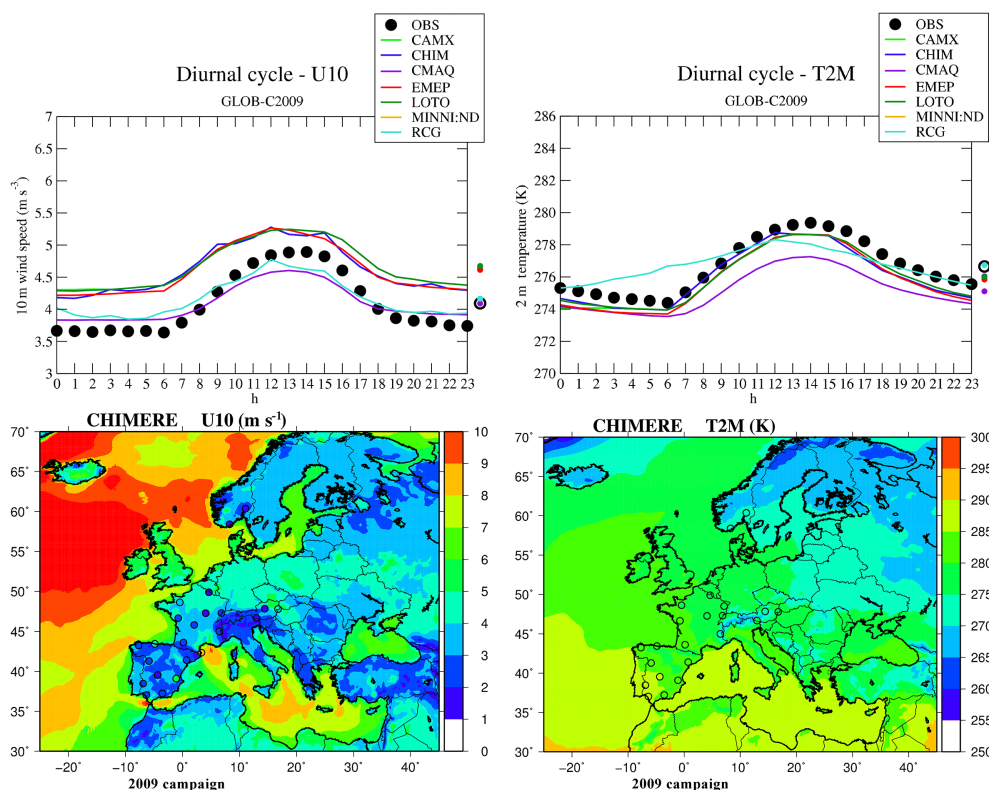 OBS
CAMX
CHIM
CMAQ
EMEP
LOTO
MINNI:ND
RCG
Diurnal cycle - U10
GLOB-C2009
7
6.5
6
5.5
5
4.5
4
3.5
3
10 m wind speed (m s⁻³)
0 1 2 3 4 5 6 7 8 9 10 11 12 13 14 15 16 17 18 19 20 21 22 23
h
OBS
CAMX
CHIM
CMAQ
EMEP
LOTO
MINNI:ND
RCG
Diurnal cycle - T2M
GLOB-C2009
286
284
282
280
278
276
274
272
270
2 m temperature (K)
0 1 2 3 4 5 6 7 8 9 10 11 12 13 14 15 16 17 18 19 20 21 22 23
h
CHIMERE U10 (m s⁻¹)
70˚
65˚
60˚
55˚
50˚
45˚
40˚
35˚
30˚
−20˚ −10˚ 0˚ 10˚ 20˚ 30˚ 40˚
10
9
8
7
6
5
4
3
2
1
0
2009 campaign
CHIMERE T2M (K)
70˚
65˚
60˚
55˚
50˚
45˚
40˚
35˚
30˚
−20˚ −10˚ 0˚ 10˚ 20˚ 30˚ 40˚
300
295
290
285
280
275
270
265
260
255
250
2009 campaign